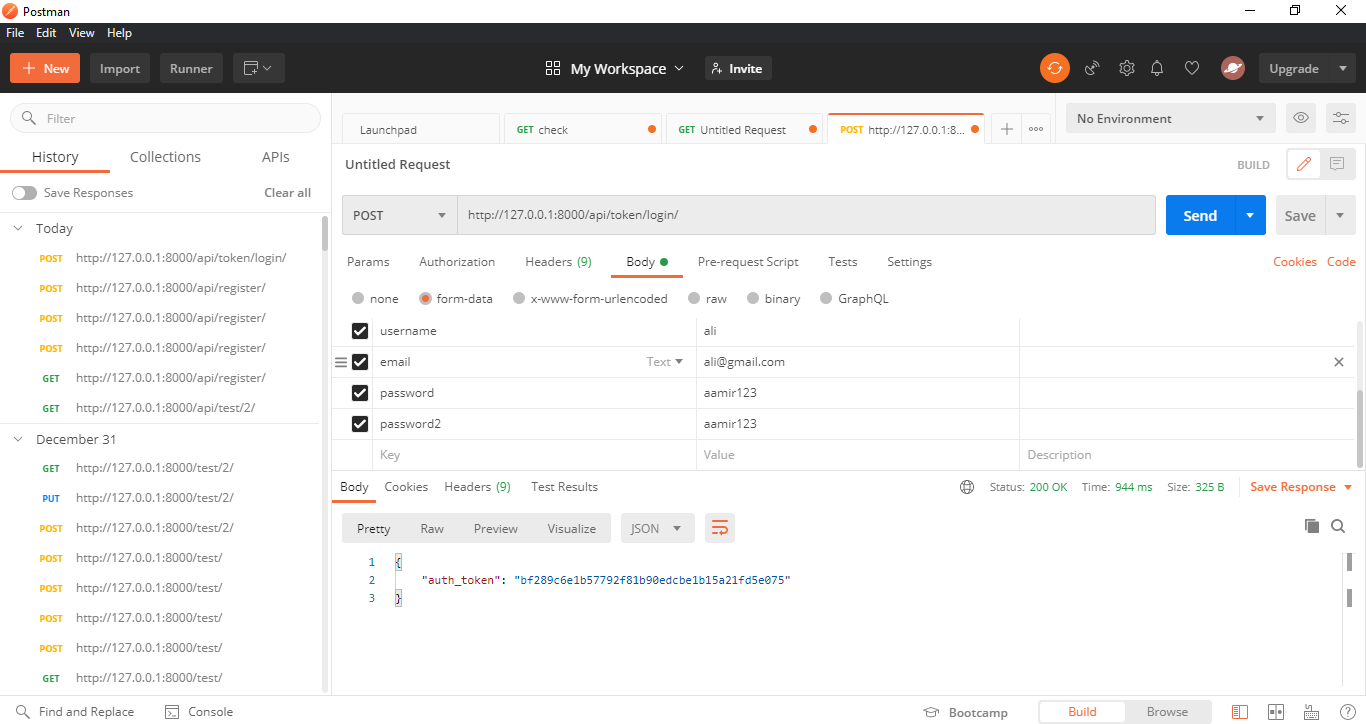 Postman
File Edit View Help
New Import Runner My Workspace Invite Upgrade
Filter
History Collections APIs
Save Responses Clear all
Today
POST http://127.0.0.1:8000/api/token/login/
POST http://127.0.0.1:8000/api/register/
POST http://127.0.0.1:8000/api/register/
POST http://127.0.0.1:8000/api/register/
GET http://127.0.0.1:8000/api/register/
GET http://127.0.0.1:8000/api/test/2/
December 31
GET http://127.0.0.1:8000/test/2/
PUT http://127.0.0.1:8000/test/2/
POST http://127.0.0.1:8000/test/2/
POST http://127.0.0.1:8000/test/
POST http://127.0.0.1:8000/test/
POST http://127.0.0.1:8000/test/
POST http://127.0.0.1:8000/test/
GET http://127.0.0.1:8000/test/
Launchpad GET check GET Untitled Request POST http://127.0.0.1:8... No Environment
Untitled Request BUILD
POST http://127.0.0.1:8000/api/token/login/ Send Save
Params Authorization Headers (9) Body Pre-request Script Tests Settings Cookies Code
none form-data x-www-form-urlencoded raw binary GraphQL
username ali
email Text ali@gmail.com
password aamir123
password2 aamir123
Key Value Description
Body Cookies Headers (9) Test Results Status: 200 OK Time: 944 ms Size: 325 B Save Response
Pretty Raw Preview Visualize JSON
1 {
2 "auth_token": "bf289c6e1b57792f81b90edcbe1b15a21fd5e075"
3 }
Find and Replace Console Bootcamp Build Browse